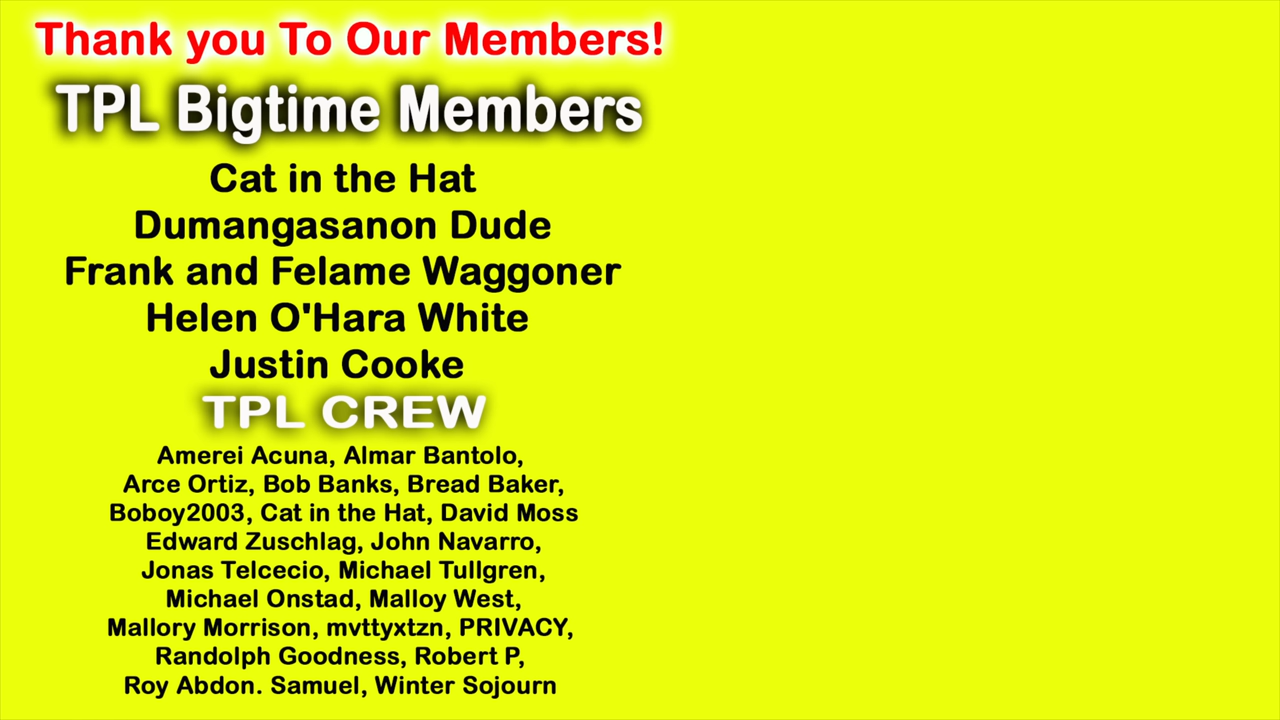 Thank you To Our Members!
TPL Bigtime Members
Cat in the Hat
Dumangasanon Dude
Frank and Felame Waggoner
Helen O'Hara White
Justin Cooke
TPL CREW
Amerei Acuna, Almar Bantolo,
Arce Ortiz, Bob Banks, Bread Baker,
Boboy2003, Cat in the Hat, David Moss
Edward Zuschlag, John Navarro,
Jonas Telcecio, Michael Tullgren,
Michael Onstad, Malloy West,
Mallory Morrison, mvttyxtzn, PRIVACY,
Randolph Goodness, Robert P,
Roy Abdon. Samuel, Winter Sojourn